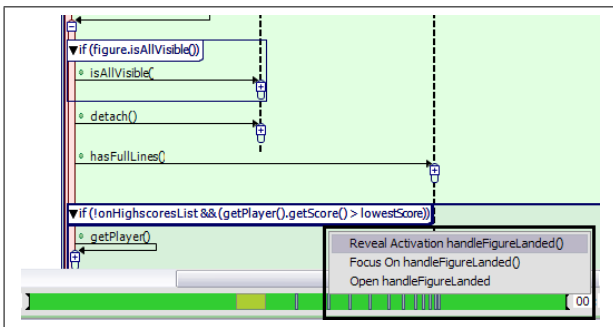 if (figure.isAllVisible())
isAllVisible(
detach()
hasFullLines()
if (!onHighscoresList && (getPlayer().getScore() > lowestScore))
getPlayer()
Reveal Activation handleFigureLanded()
Focus On handleFigureLanded()
Open handleFigureLanded
00